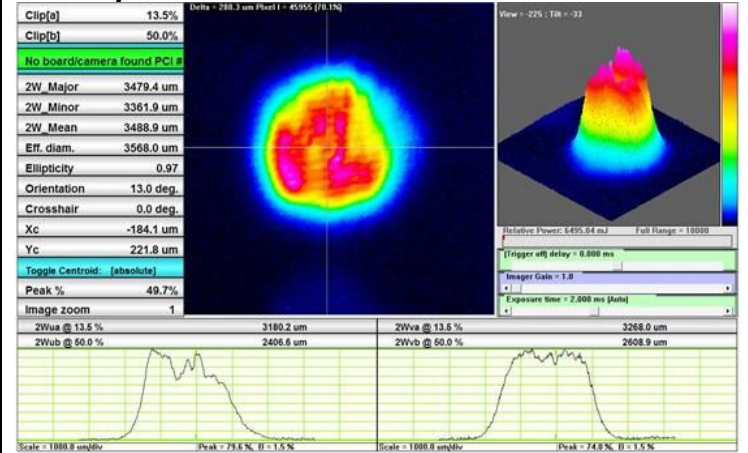 Clip[a] 13.5%
Clip[b] 50.0%
No board/camera found PCI #
2W_Major 3479.4 um
2W_Minor 3361.9 um
2W_Mean 3488.9 um
Eff. diam. 3568.0 um
Ellipticity 0.97
Orientation 13.0 deg.
Crosshair 0.0 deg.
Xc -184.1 um
Yc 221.8 um
Toggle Centroid: [absolute]
Peak % 49.7%
Image zoom 1
Delta = 288.3 um Pixel I = 45955 [70.1%]
View = -225 ; Tilt = -33
Relative Power: 6495.04 mJ Full Range = 10000
[Trigger off] delay = 0.000 ms
Imager Gain = 1.0
Exposure time = 2.000 ms [Auto]
2Wua @ 13.5 % 3180.2 um 2Wva @ 13.5 % 3268.0 um
2Wub @ 50.0 % 2406.6 um 2Wvb @ 50.0 % 2608.9 um
Scale = 1000.0 um/div Peak = 79.6 %, B = 1.5 % Scale = 1000.0 um/div Peak = 74.0 %, B = 1.5 %